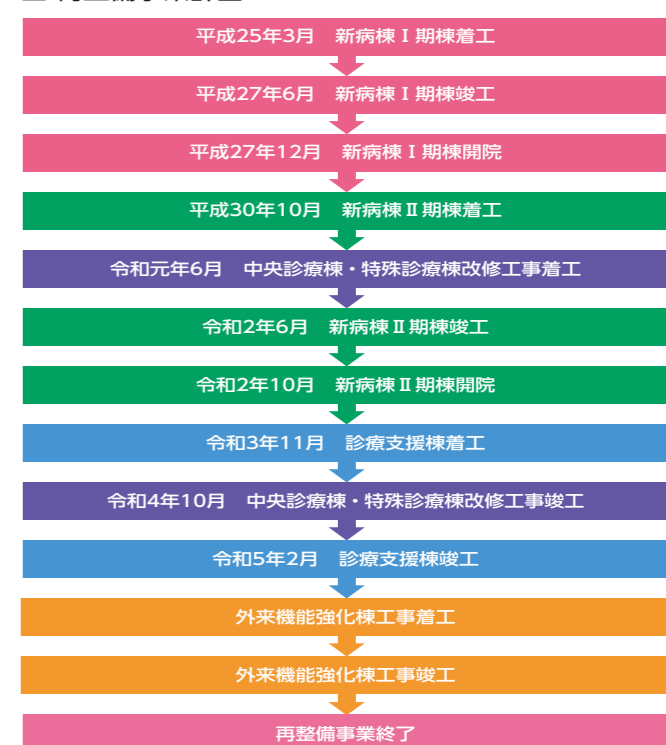 平成25年3月　新病棟Ⅰ期棟着工
平成27年6月　新病棟Ⅰ期棟竣工
平成27年12月　新病棟Ⅰ期棟開院
平成30年10月　新病棟Ⅱ期棟着工
令和元年6月　中央診療棟・特殊診療棟改修工事着工
令和2年6月　新病棟Ⅱ期棟竣工
令和2年10月　新病棟Ⅱ期棟開院
令和3年11月　診療支援棟着工
令和4年10月　中央診療棟・特殊診療棟改修工事竣工
令和5年2月　診療支援棟竣工
外来機能強化棟工事着工
外来機能強化棟工事竣工
再整備事業終了